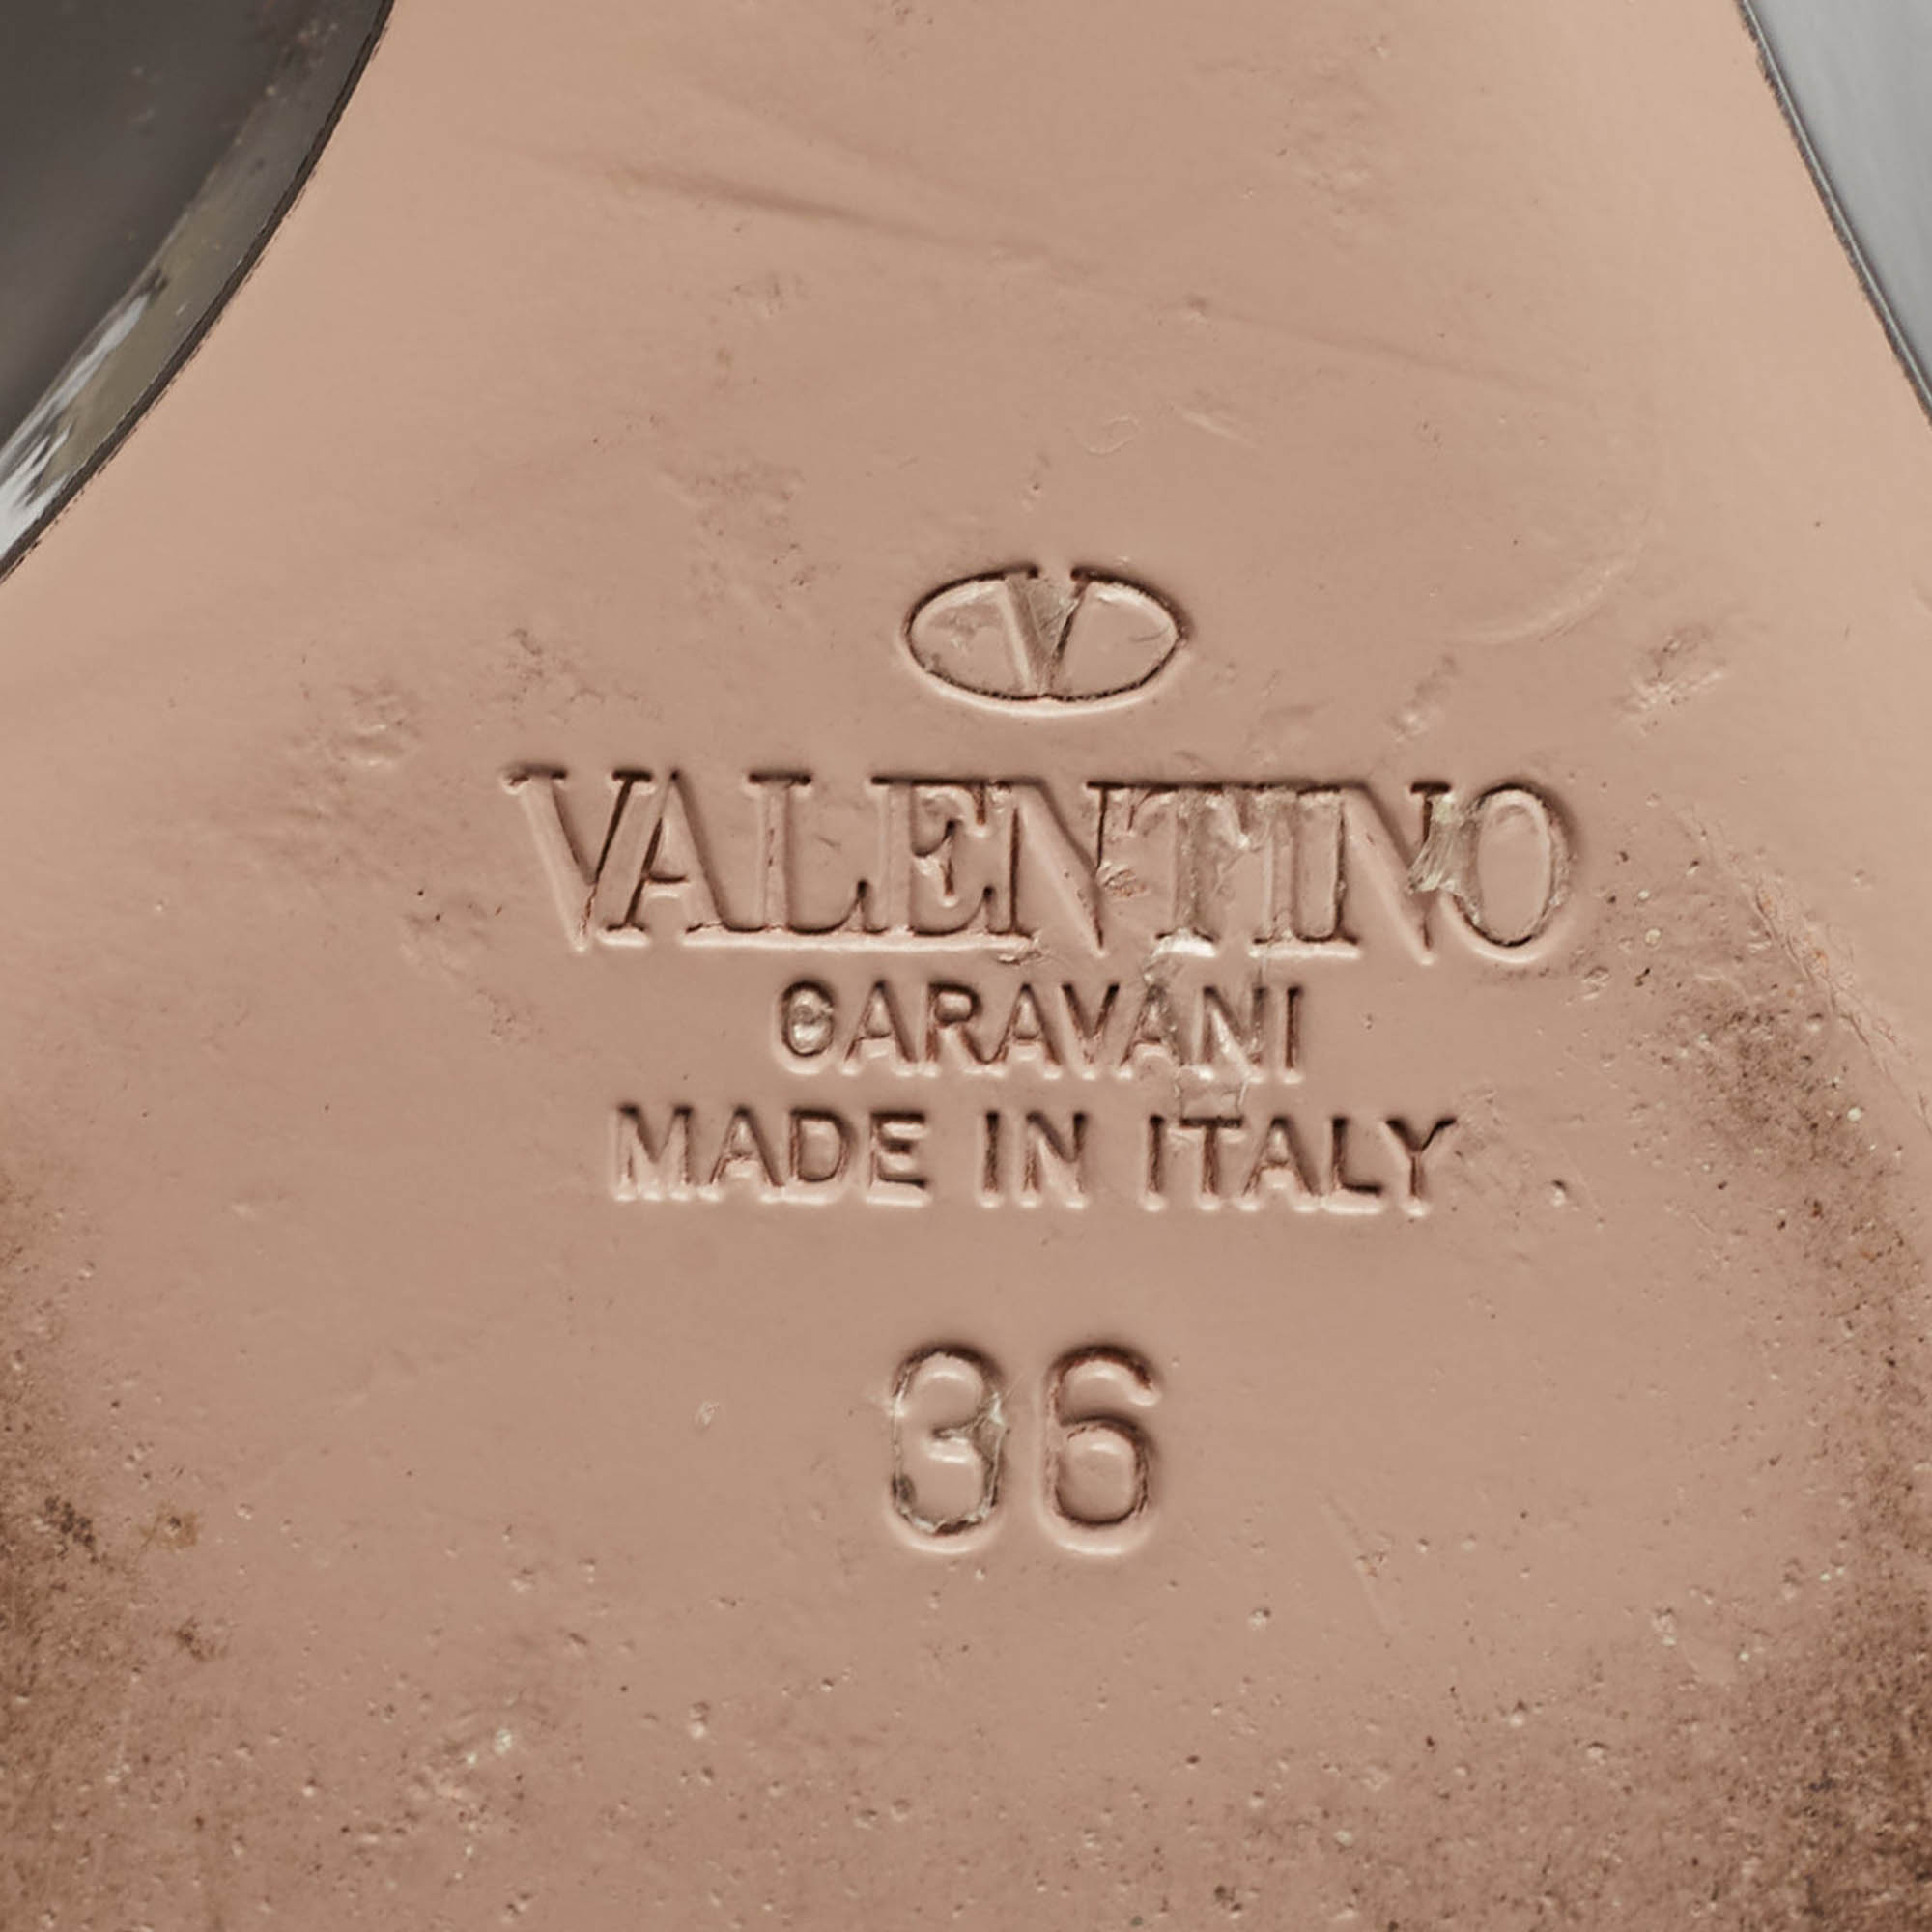 V
VALENTINO
GARAVANI
MADE IN ITALY
36